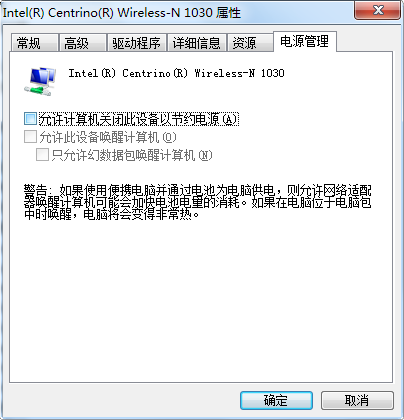 Intel(R) Centrino(R) Wireless-N 1030 属性
常规 高级 驱动程序 详细信息 资源 电源管理
Intel(R) Centrino(R) Wireless-N 1030
允许计算机关闭此设备以节约电源(A)
允许此设备唤醒计算机(O)
只允许幻数据包唤醒计算机(N)
警告: 如果使用便携电脑并通过电池为电脑供电，则允许网络适配
器唤醒计算机可能会加快电池电量的消耗。如果在电脑位于电脑包
中时唤醒，电脑将会变得非常热。
确定 取消